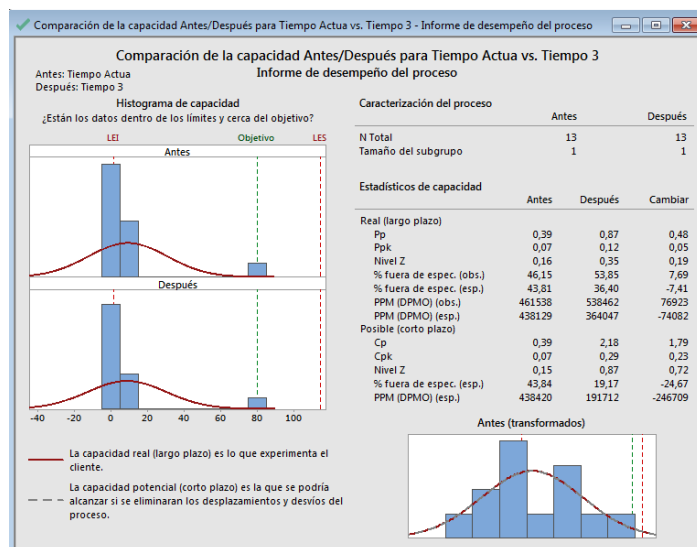 Comparación de la capacidad Antes/Después para Tiempo Actua vs. Tiempo 3 - Informe de desempeño del proceso
Comparación de la capacidad Antes/Después para Tiempo Actua vs. Tiempo 3
Informe de desempeño del proceso
Antes: Tiempo Actua
Después: Tiempo 3
Histograma de capacidad
¿Están los datos dentro de los límites y cerca del objetivo?
LEI Objetivo LES
Antes
Después
-40 -20 0 20 40 60 80 100
La capacidad real (largo plazo) es lo que experimenta el
cliente.
La capacidad potencial (corto plazo) es la que se podría
alcanzar si se eliminaran los desplazamientos y desvíos del
proceso.
Caracterización del proceso
Antes Después
N Total 13 13
Tamaño del subgrupo 1 1
Estadísticos de capacidad
Antes Después Cambiar
Real (largo plazo)
Pp 0,39 0,87 0,48
Ppk 0,07 0,12 0,05
Nivel Z 0,16 0,35 0,19
% fuera de espec. (obs.) 46,15 53,85 7,69
% fuera de espec. (esp.) 43,81 36,40 -7,41
PPM (DPMO) (obs.) 461538 538462 76923
PPM (DPMO) (esp.) 438129 364047 -74082
Posible (corto plazo)
Cp 0,39 2,18 1,79
Cpk 0,07 0,29 0,23
Nivel Z 0,15 0,87 0,72
% fuera de espec. (esp.) 43,84 19,17 -24,67
PPM (DPMO) (esp.) 438420 191712 -246709
Antes (transformados)